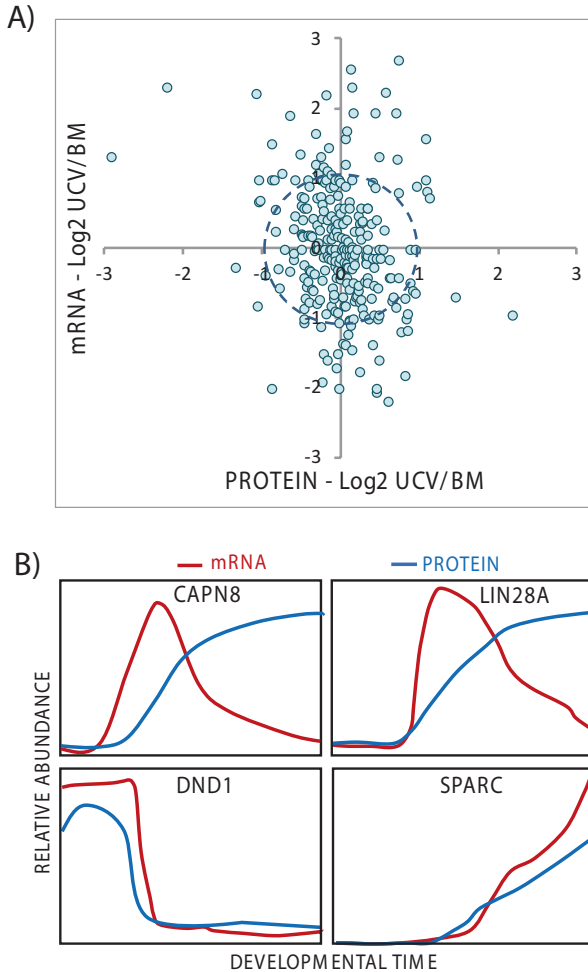 A)
mRNA - Log2 UCV/BM
3
2
1
0
-3 -2 -1 0 1 2 3
-1
-2
-3
PROTEIN - Log2 UCV/BM
B)
mRNA PROTEIN
CAPN8 LIN28A
DND1 SPARC
RELATIVE ABUNDANCE
DEVELOPMENTAL TIME